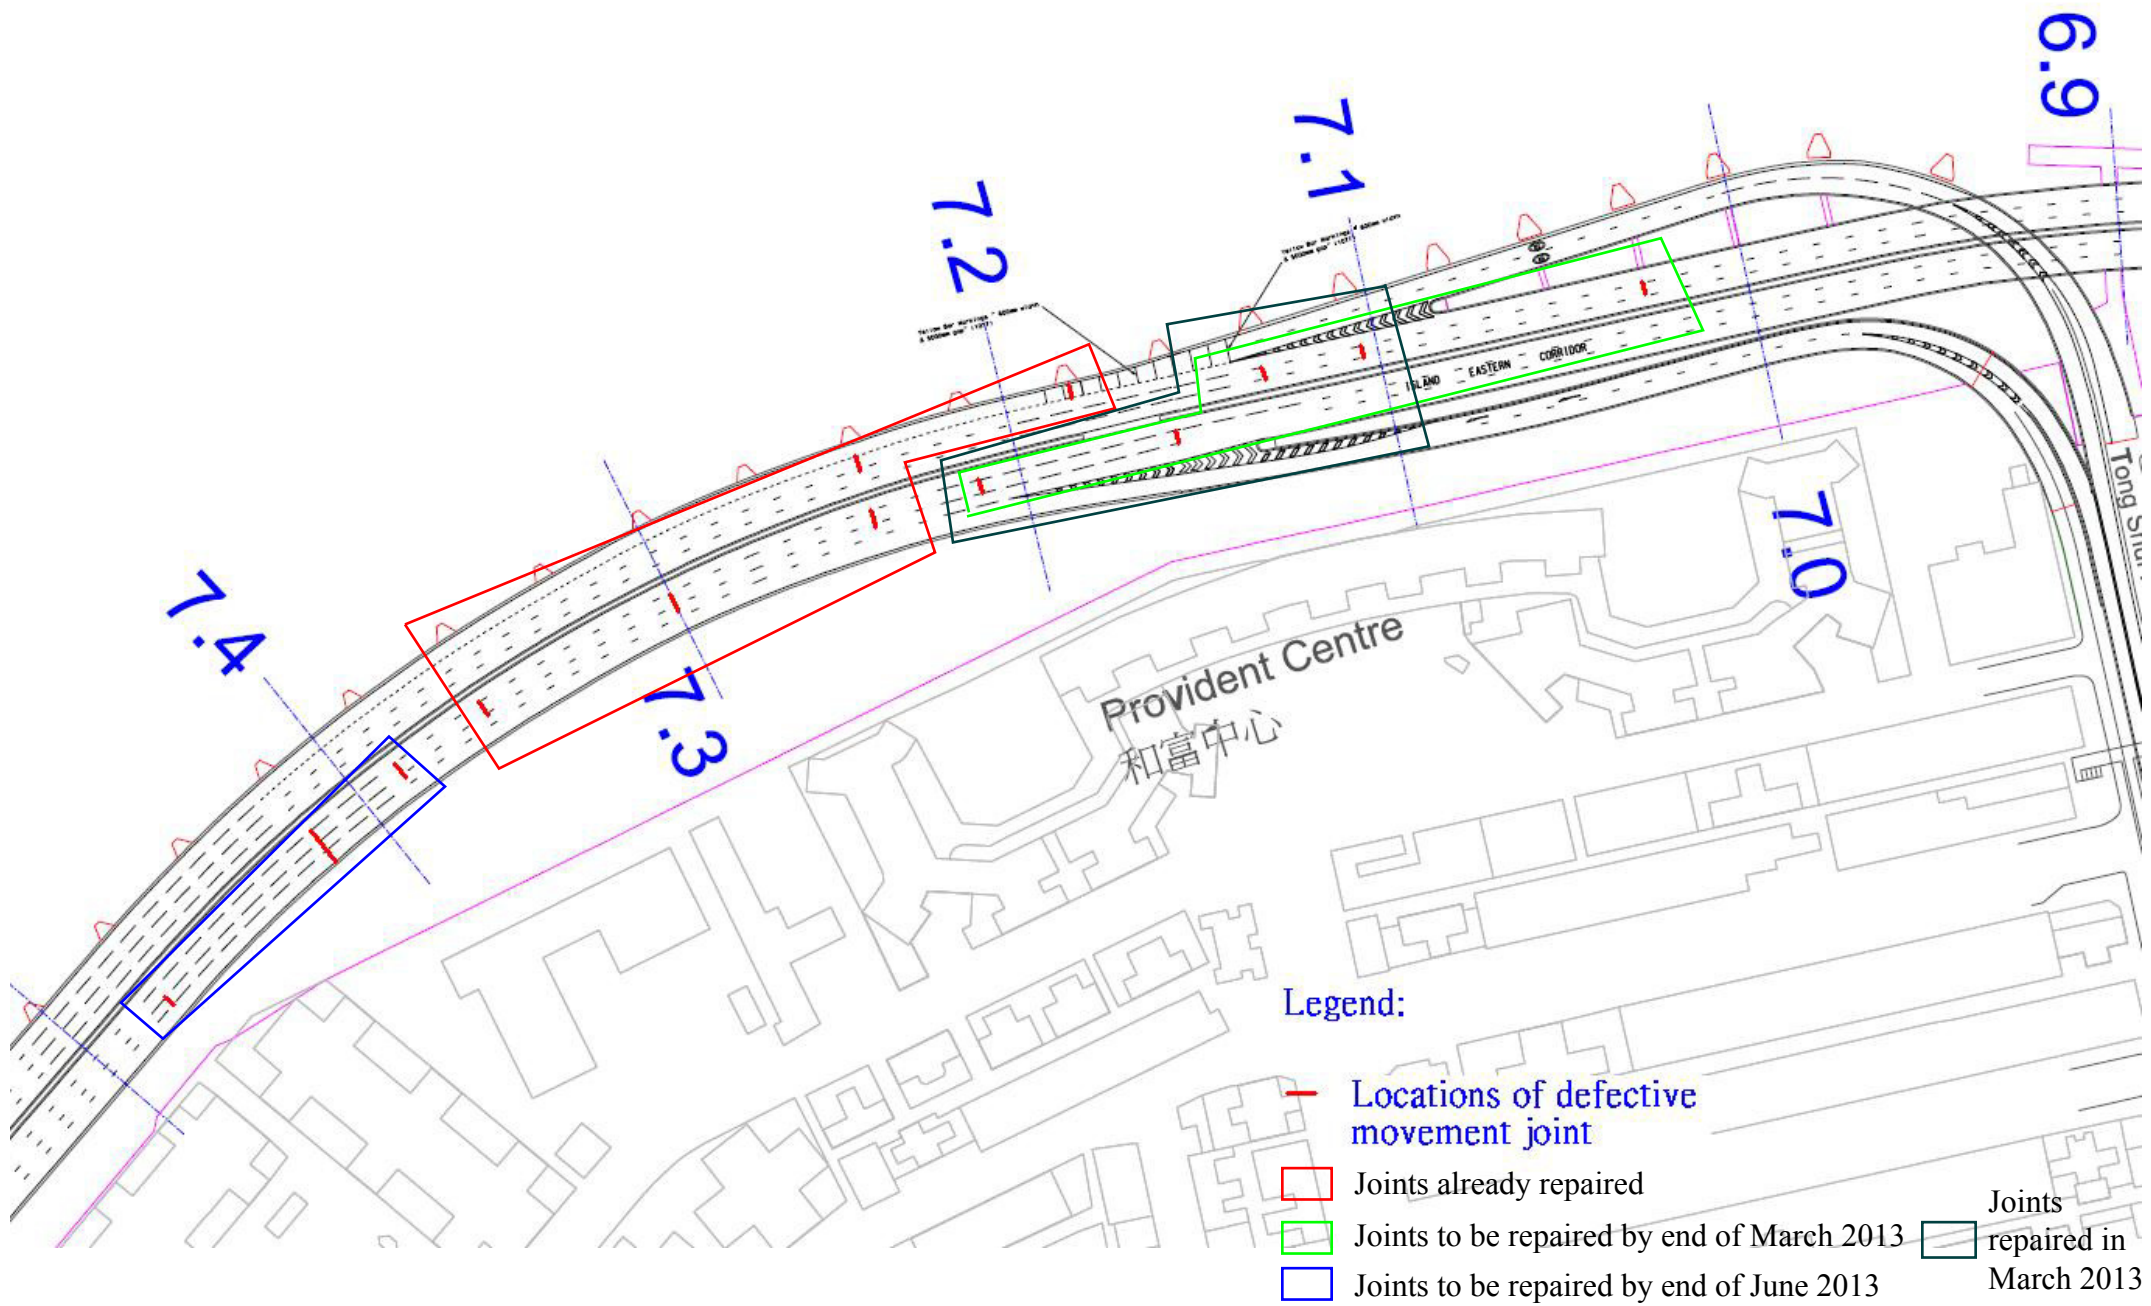 6.9
7.1
7.2
ISLAND EASTERN CORRIDOR
7.0
7.4
7.3
Provident Centre
和富中心
Legend:
Locations of defective
movement joint
Joints already repaired
Joints to be repaired by end of March 2013
Joints to be repaired by end of June 2013
Joints
repaired in
March 2013
Tong